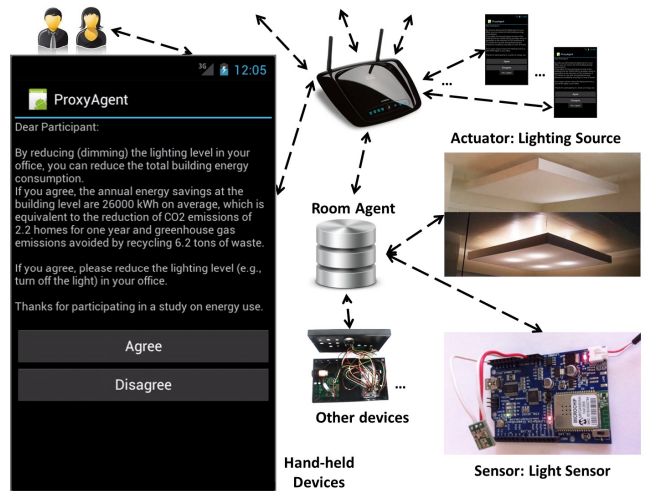 3G 12:05
ProxyAgent
Dear Participant:
By reducing (dimming) the lighting level in your
office, you can reduce the total building energy
consumption.
If you agree, the annual energy savings at the
building level are 26000 kWh on average, which is
equivalent to the reduction of CO2 emissions of
2.2 homes for one year and greenhouse gas
emissions avoided by recycling 6.2 tons of waste.
If you agree, please reduce the lighting level (e.g.,
turn off the light) in your office.
Thanks for participating in a study on energy use.
Agree
Disagree
Hand-held
Devices
...
...
Actuator: Lighting Source
Room Agent
...
Other devices
MICROCHIP
Sensor: Light Sensor